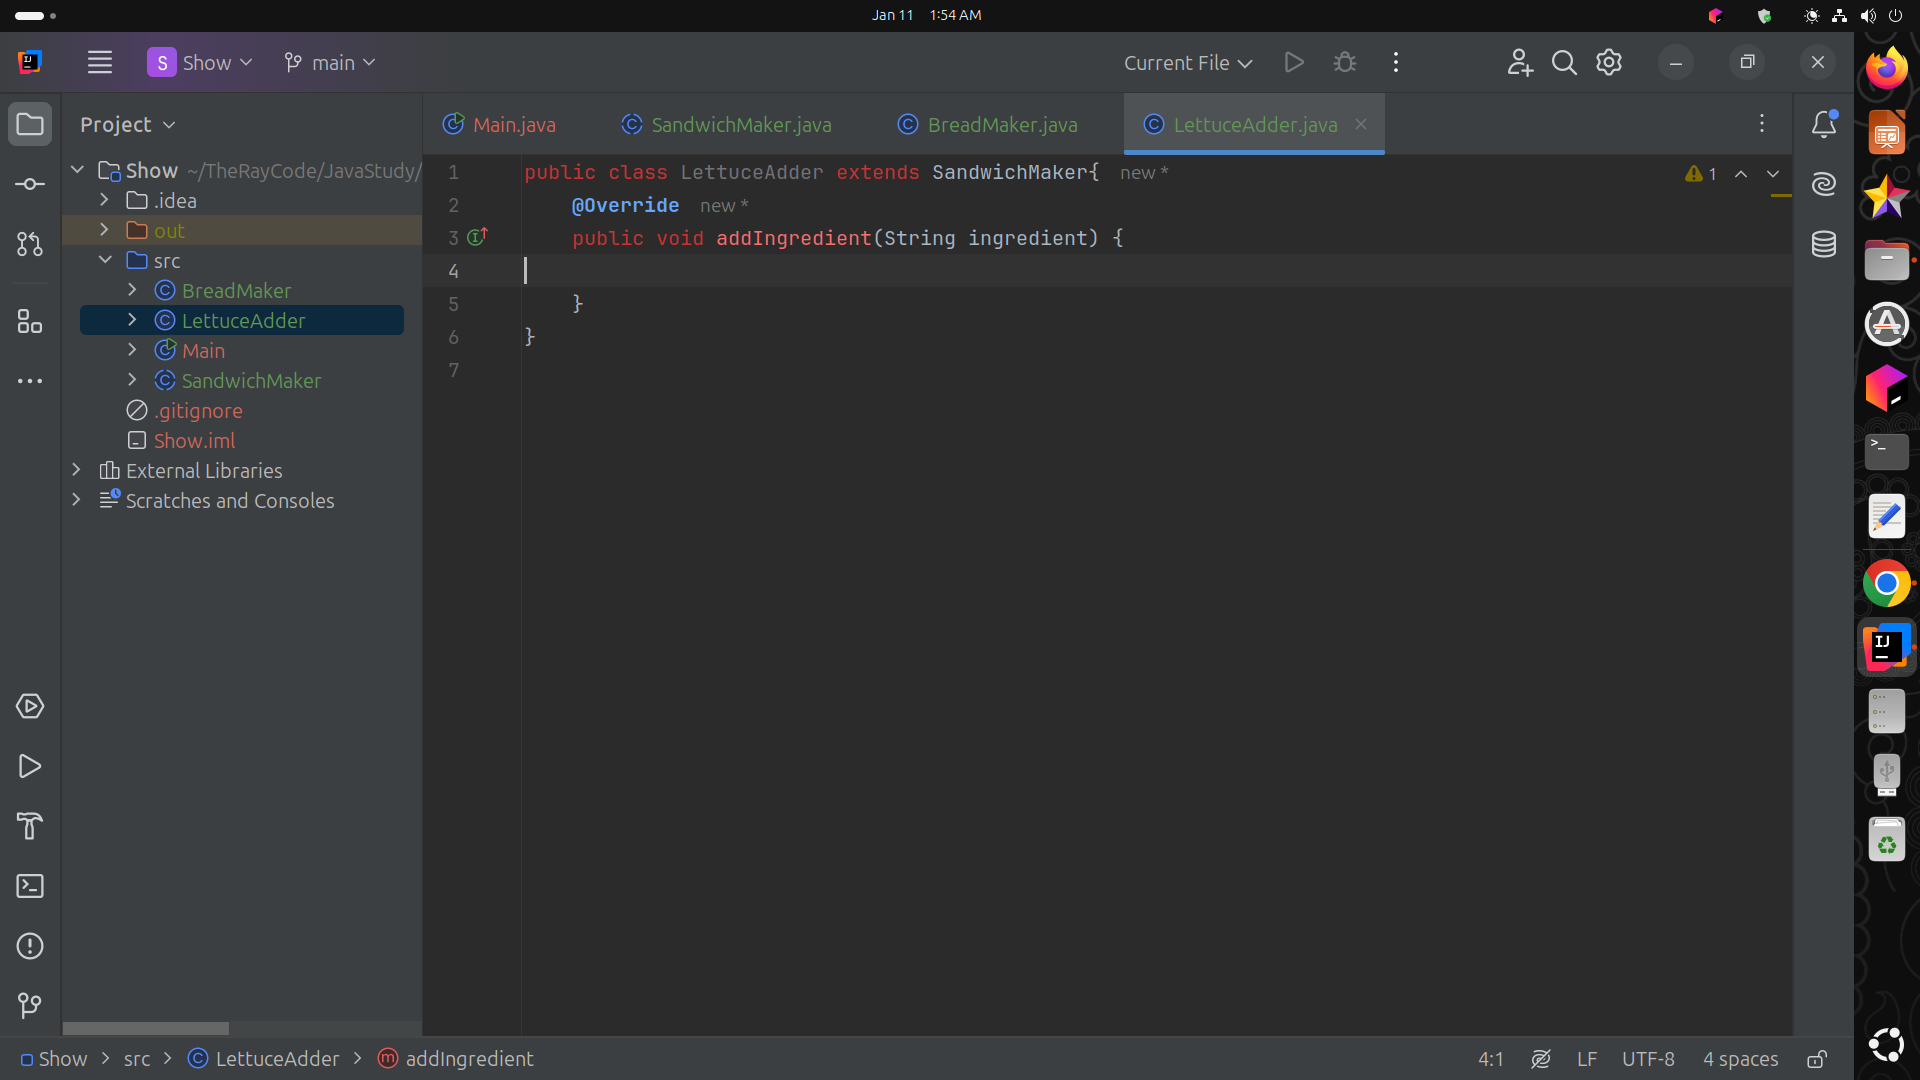 Jan 11 1:54 AM
S Show main Current File
Project
Main.java SandwichMaker.java BreadMaker.java LettuceAdder.java
Show ~/TheRayCode/JavaStudy/
.idea
out
src
BreadMaker
LettuceAdder
Main
SandwichMaker
.gitignore
Show.iml
External Libraries
Scratches and Consoles
1 public class LettuceAdder extends SandwichMaker{ new *
2 @Override new *
3 public void addIngredient(String ingredient) {
4
5 }
6 }
7
1
Show > src > LettuceAdder > addIngredient
4:1 LF UTF-8 4 spaces